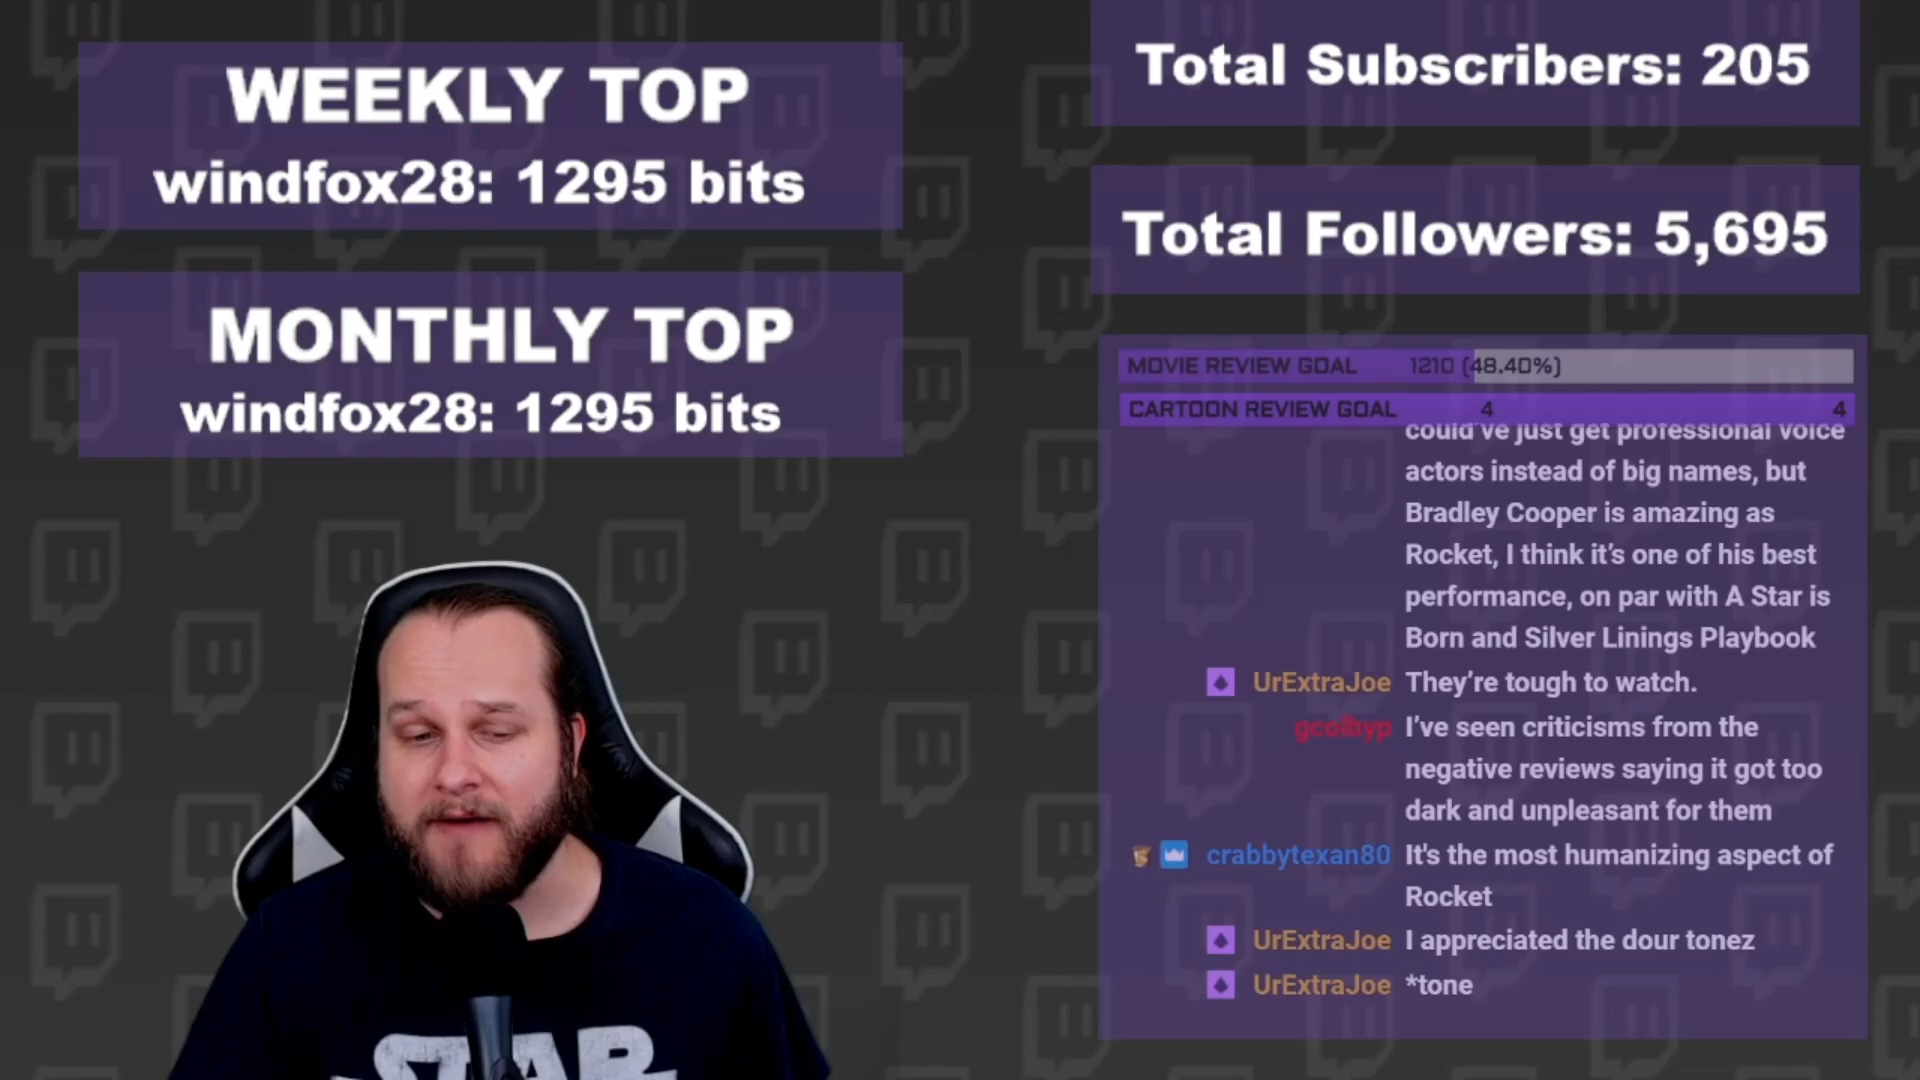 WEEKLY TOP
windfox28: 1295 bits
MONTHLY TOP
windfox28: 1295 bits
Total Subscribers: 205
Total Followers: 5,695
MOVIE REVIEW GOAL 1210 (48.40%)
CARTOON REVIEW GOAL 4 4
could've just get professional voice
actors instead of big names, but
Bradley Cooper is amazing as
Rocket, I think it's one of his best
performance, on par with A Star is
Born and Silver Linings Playbook
UrExtraJoe They're tough to watch.
gcolbyp I've seen criticisms from the
negative reviews saying it got too
dark and unpleasant for them
crabbytexan80 It's the most humanizing aspect of
Rocket
UrExtraJoe I appreciated the dour tonez
UrExtraJoe *tone
STAR